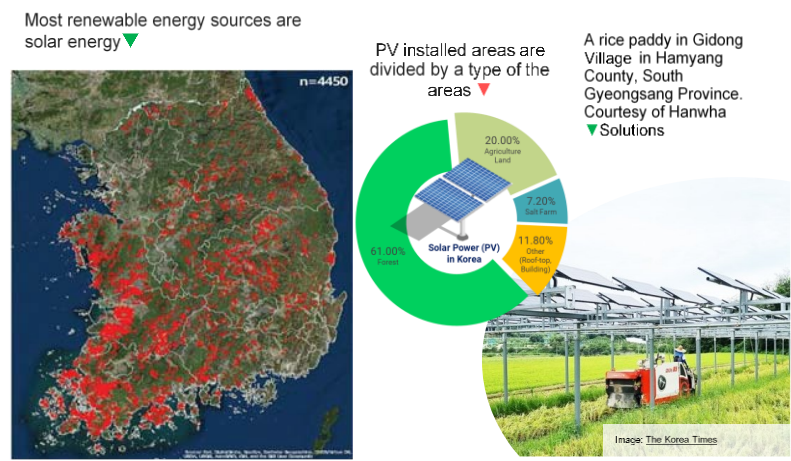 Most renewable energy sources are
solar energy
n=4450
PV installed areas are
divided by a type of the
areas
20.00%
Agriculture
Land
7.20%
Salt Farm
11.80%
Other
(Roof-top,
Building)
61.00%
Forest
Solar Power (PV)
in Korea
A rice paddy in Gidong
Village in Hamyang
County, South
Gyeongsang Province.
Courtesy of Hanwha
Solutions
Image: The Korea Times